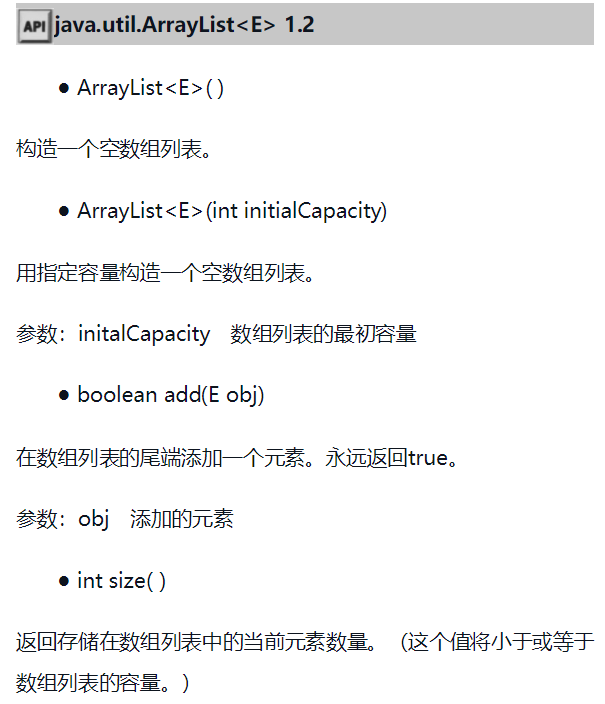 API java.util.ArrayList<E> 1.2
● ArrayList<E>( )
构造一个空数组列表。
● ArrayList<E>(int initialCapacity)
用指定容量构造一个空数组列表。
参数：initalCapacity 数组列表的最初容量
● boolean add(E obj)
在数组列表的尾端添加一个元素。永远返回true。
参数：obj 添加的元素
● int size( )
返回存储在数组列表中的当前元素数量。（这个值将小于或等于
数组列表的容量。）